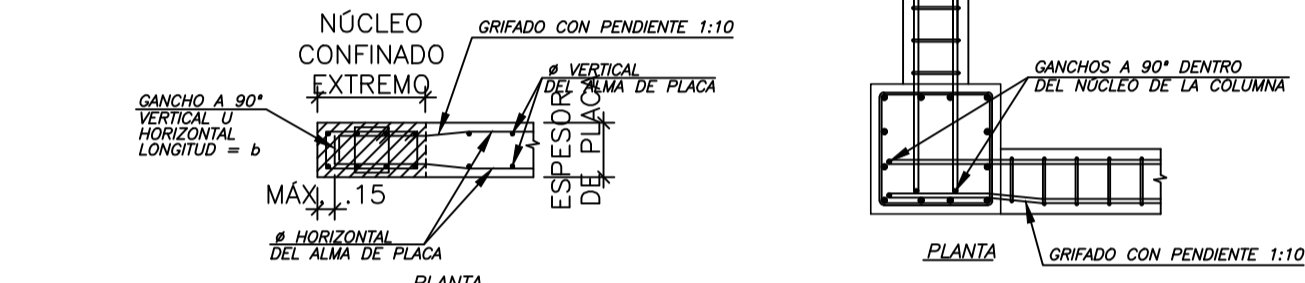 NÚCLEO
CONFINADO
EXTREMO
GRIFADO CON PENDIENTE 1:10
ø VERTICAL
DEL ALMA DE PLACA
GANCHO A 90°
VERTICAL U
HORIZONTAL
LONGITUD = b
ESPESOR
DE PLACA
MÁX. .15
ø HORIZONTAL
DEL ALMA DE PLACA
PLANTA
GANCHOS A 90° DENTRO
DEL NÚCLEO DE LA COLUMNA
PLANTA
GRIFADO CON PENDIENTE 1:10